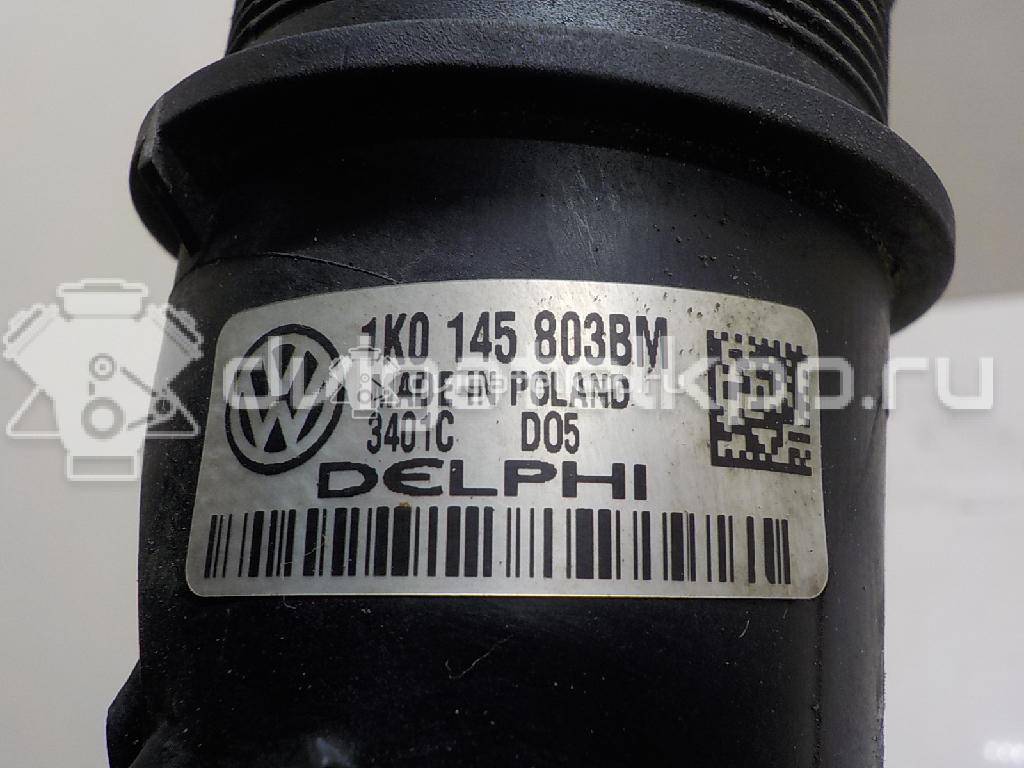 1K0 145 803BM
MADE IN POLAND
3401C D05
DELPHI